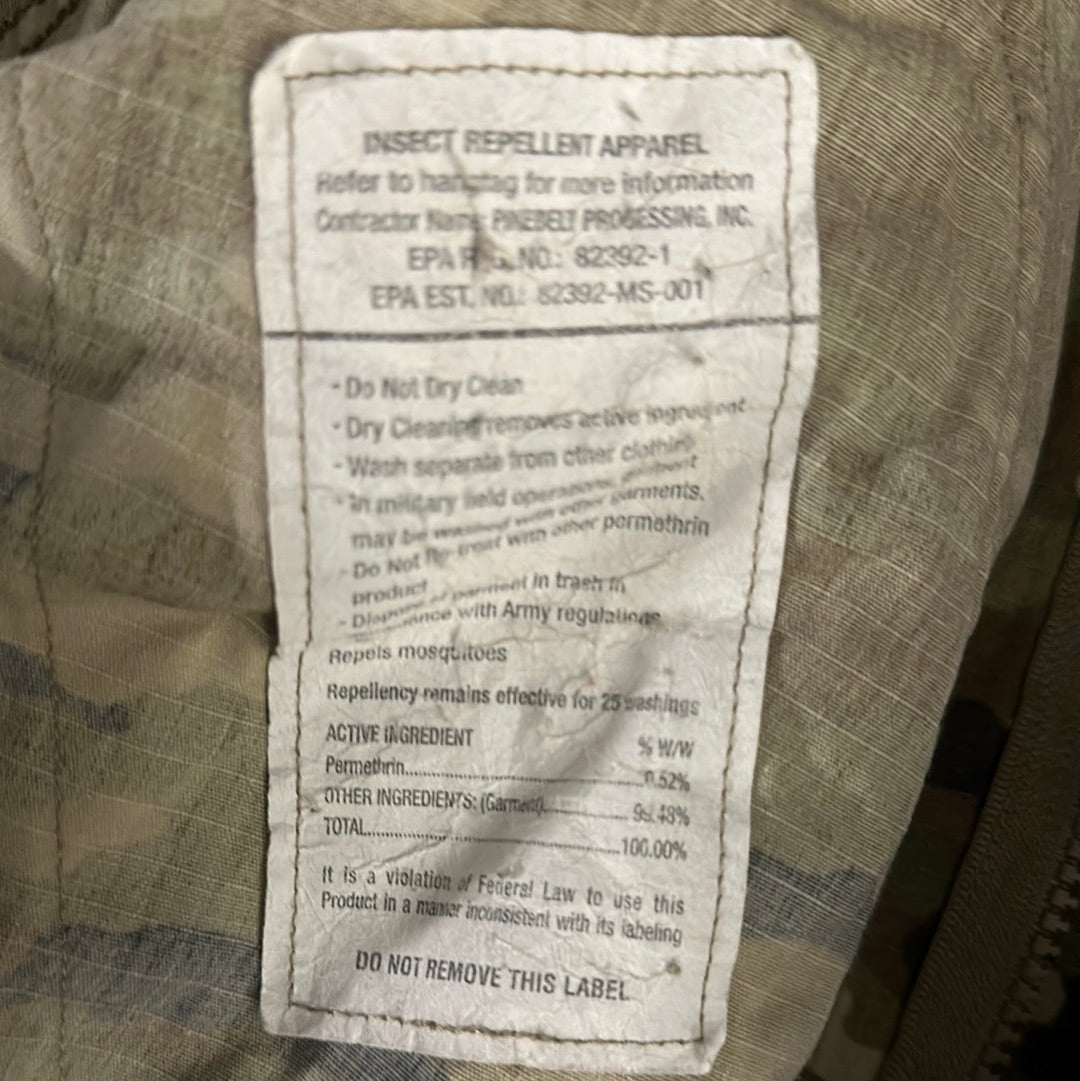 INSECT REPELLENT APPAREL
Refer to hangtag for more information
Contractor Name: PINEBELT PROCESSING, INC.
EPA REG. NO.: 82392-1
EPA EST. NO.: 82392-MS-001
- Do Not Dry Clean
- Dry Cleaning removes active ingredient
- Wash separate from other clothing
- In military field operations,
may be washed with other garments.
- Do Not Re-treat with other permethrin
product
- Dispose of garment in trash in
with Army regulations
Repels mosquitoes
Repellency remains effective for 25 washings
ACTIVE INGREDIENT % W/W
Permethrin..............................0.52%
OTHER INGREDIENTS: (Garment)............ 99.48%
TOTAL..............................100.00%
It is a violation of Federal Law to use this
Product in a manner inconsistent with its labeling
DO NOT REMOVE THIS LABEL